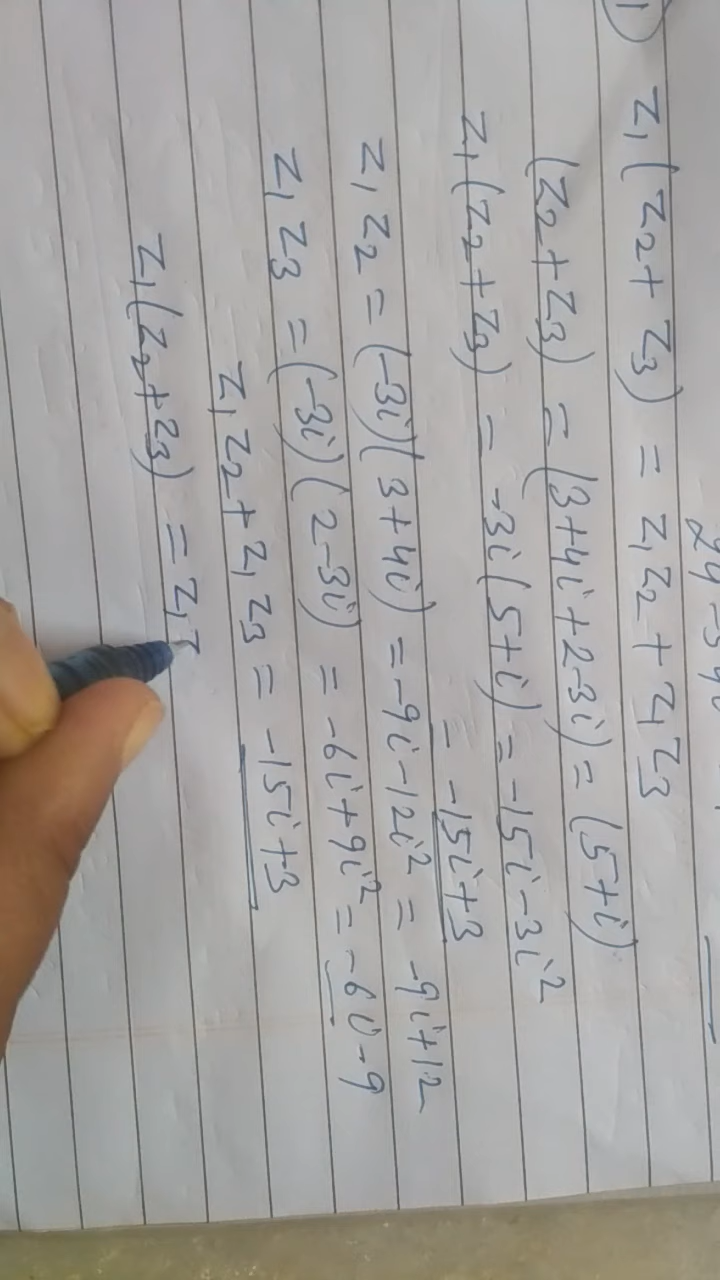 1)
z₁(z₂+z₃) = z₁z₂ + z₁z₃
(z₂+z₃) = (3+4i+2-3i) = (5+i)
z₁(z₂+z₃) = -3i(5+i) = -15i-3i²
= -15i+3
z₁z₂ = (-3i)(3+4i) = -9i-12i² = -9i+12
z₁z₃ = (-3i)(2-3i) = -6i+9i² = -6i-9
z₁z₂+z₁z₃ = -15i+3
z₁(z₂+z₃) = z₁z